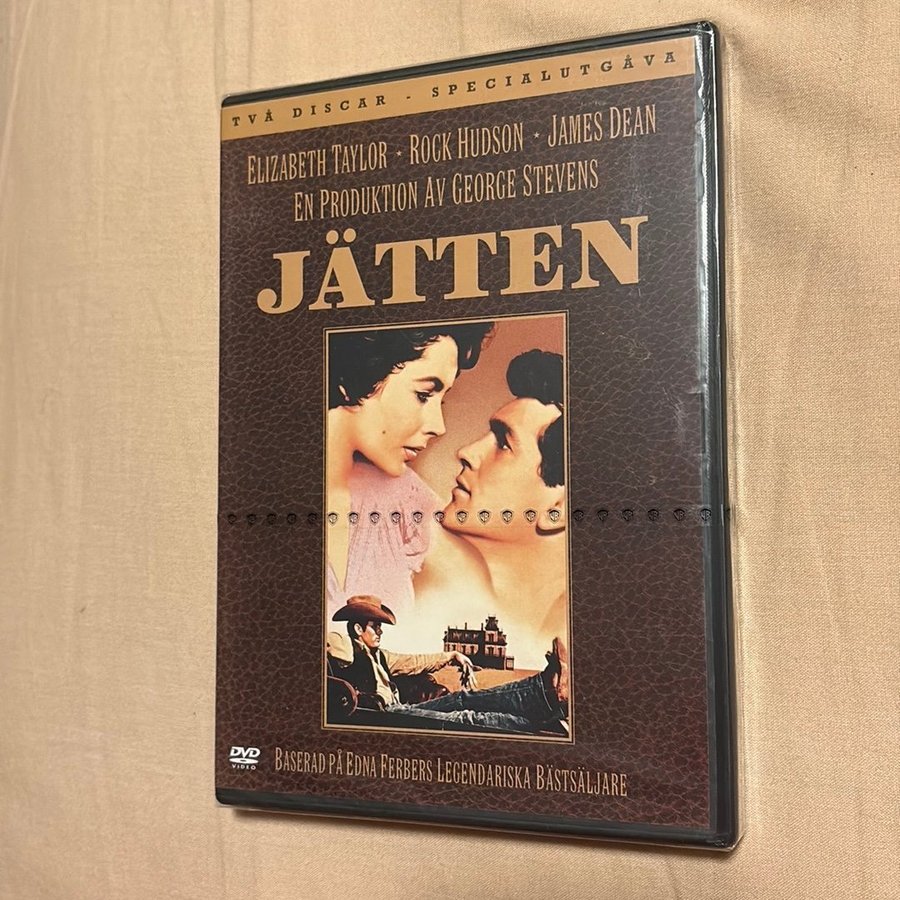 TVÅ DISCAR - SPECIALUTGÅVA
ELIZABETH TAYLOR · ROCK HUDSON · JAMES DEAN
EN PRODUKTION AV GEORGE STEVENS
JÄTTEN
DVD
VIDEO
BASERAD PÅ EDNA FERBERS LEGENDARISKA BÄSTSÄLJARE